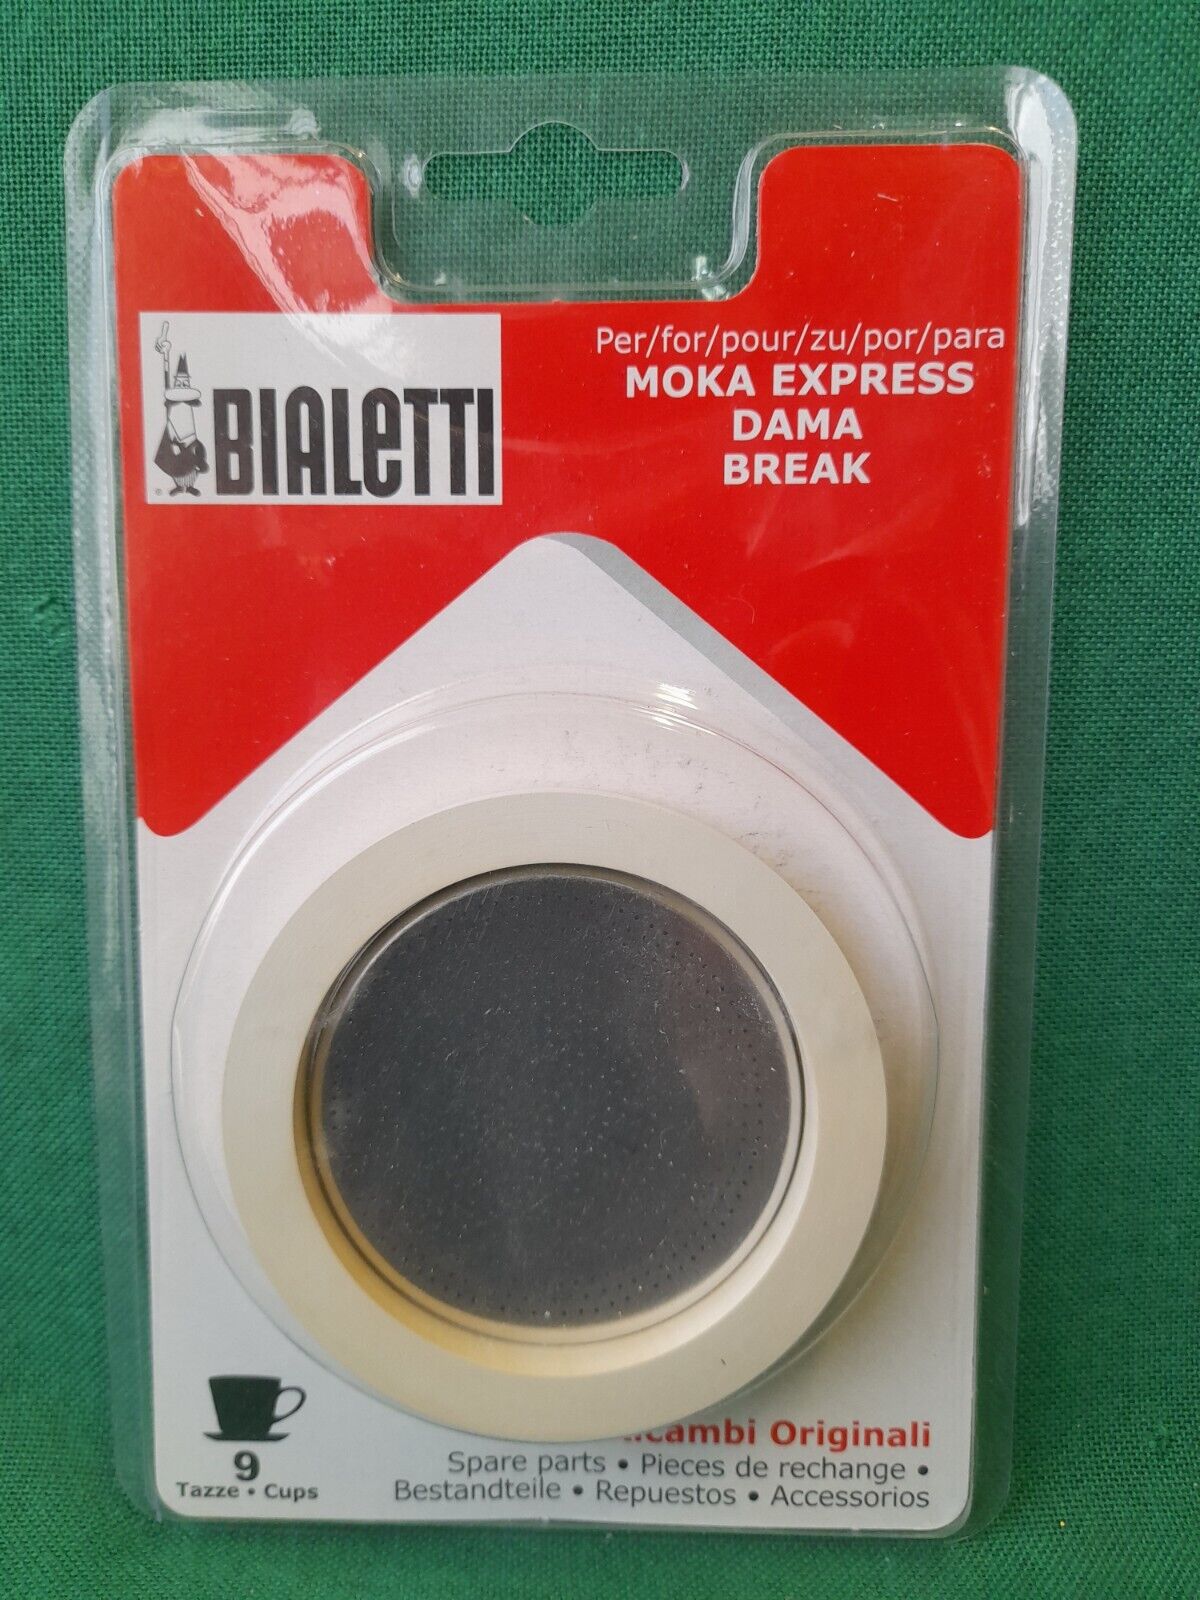 BIALETTI
®
Per/for/pour/zu/por/para
MOKA EXPRESS
DAMA
BREAK
9
Tazze • Cups
Originali
Spare parts • Pieces de rechange •
Bestandteile • Repuestos • Accessorios